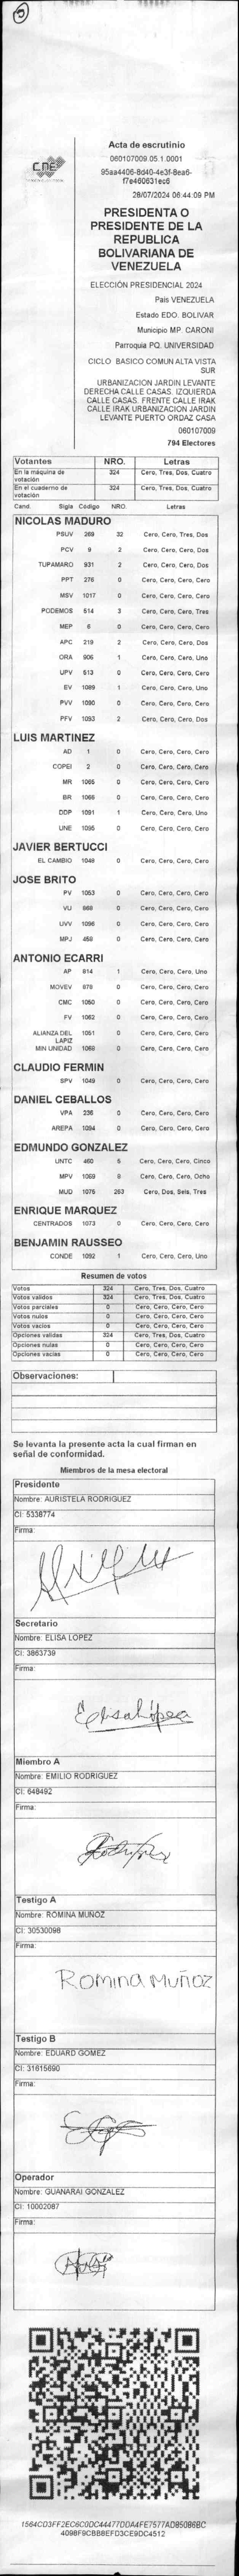 5
CNE
Acta de escrutinio
060107009.05.1.0001
95aa4406-8d40-4e3f-8ea6-
f7e460631ec6
28/07/2024 06:44:09 PM
PRESIDENTA O
PRESIDENTE DE LA
REPUBLICA
BOLIVARIANA DE
VENEZUELA
ELECCIÓN PRESIDENCIAL 2024
País VENEZUELA
Estado EDO. BOLIVAR
Municipio MP. CARONI
Parroquia PQ. UNIVERSIDAD
CICLO BASICO COMUN ALTA VISTA
SUR
URBANIZACION JARDIN LEVANTE
DERECHA CALLE CASAS. IZQUIERDA
CALLE CASAS. FRENTE CALLE IRAK
CALLE IRAK URBANIZACION JARDIN
LEVANTE PUERTO ORDAZ CASA
060107009
794 Electores
Votantes NRO. Letras
En la máquina de votación 324 Cero, Tres, Dos, Cuatro
En el cuaderno de votación 324 Cero, Tres, Dos, Cuatro
Cand. Sigla Código NRO. Letras
NICOLAS MADURO
PSUV 269 32 Cero, Cero, Tres, Dos
PCV 9 2 Cero, Cero, Cero, Dos
TUPAMARO 931 2 Cero, Cero, Cero, Dos
PPT 276 0 Cero, Cero, Cero, Cero
MSV 1017 0 Cero, Cero, Cero, Cero
PODEMOS 514 3 Cero, Cero, Cero, Tres
MEP 6 0 Cero, Cero, Cero, Cero
APC 219 2 Cero, Cero, Cero, Dos
ORA 906 1 Cero, Cero, Cero, Uno
UPV 513 0 Cero, Cero, Cero, Cero
EV 1089 1 Cero, Cero, Cero, Uno
PVV 1090 0 Cero, Cero, Cero, Cero
PFV 1093 2 Cero, Cero, Cero, Dos
LUIS MARTINEZ
AD 1 0 Cero, Cero, Cero, Cero
COPEI 2 0 Cero, Cero, Cero, Cero
MR 1065 0 Cero, Cero, Cero, Cero
BR 1066 0 Cero, Cero, Cero, Cero
DDP 1091 1 Cero, Cero, Cero, Uno
UNE 1095 0 Cero, Cero, Cero, Cero
JAVIER BERTUCCI
EL CAMBIO 1048 0 Cero, Cero, Cero, Cero
JOSE BRITO
PV 1053 0 Cero, Cero, Cero, Cero
VU 868 0 Cero, Cero, Cero, Cero
UVV 1096 0 Cero, Cero, Cero, Cero
MPJ 458 0 Cero, Cero, Cero, Cero
ANTONIO ECARRI
AP 814 1 Cero, Cero, Cero, Uno
MOVEV 878 0 Cero, Cero, Cero, Cero
CMC 1050 0 Cero, Cero, Cero, Cero
FV 1062 0 Cero, Cero, Cero, Cero
ALIANZA DEL LAPIZ 1051 0 Cero, Cero, Cero, Cero
MIN UNIDAD 1068 0 Cero, Cero, Cero, Cero
CLAUDIO FERMIN
SPV 1049 0 Cero, Cero, Cero, Cero
DANIEL CEBALLOS
VPA 236 0 Cero, Cero, Cero, Cero
AREPA 1094 0 Cero, Cero, Cero, Cero
EDMUNDO GONZALEZ
UNTC 460 5 Cero, Cero, Cero, Cinco
MPV 1069 8 Cero, Cero, Cero, Ocho
MUD 1075 263 Cero, Dos, Seis, Tres
ENRIQUE MARQUEZ
CENTRADOS 1073 0 Cero, Cero, Cero, Cero
BENJAMIN RAUSSEO
CONDE 1092 1 Cero, Cero, Cero, Uno
Resumen de votos
Votos 324 Cero, Tres, Dos, Cuatro
Votos validos 324 Cero, Tres, Dos, Cuatro
Votos parciales 0 Cero, Cero, Cero, Cero
Votos nulos 0 Cero, Cero, Cero, Cero
Votos vacíos 0 Cero, Cero, Cero, Cero
Opciones validas 324 Cero, Tres, Dos, Cuatro
Opciones nulas 0 Cero, Cero, Cero, Cero
Opciones vacias 0 Cero, Cero, Cero, Cero
Observaciones:
Se levanta la presente acta la cual firman en
señal de conformidad.
Miembros de la mesa electoral
Presidente
Nombre: AURISTELA RODRIGUEZ
CI: 5338774
Firma:
Secretario
Nombre: ELISA LOPEZ
CI: 3863739
Firma:
Elisa López
Miembro A
Nombre: EMILIO RODRIGUEZ
CI: 648492
Firma:
Testigo A
Nombre: ROMINA MUÑOZ
CI: 30530098
Firma:
Romina Muñoz
Testigo B
Nombre: EDUARD GOMEZ
CI: 31615690
Firma:
Operador
Nombre: GUANARAI GONZALEZ
CI: 10002087
Firma:
1564CD3FF2EC6C0DC44477DDA4FE7577AD85086BC
4098F9CBB8EFD3CE9DC4512